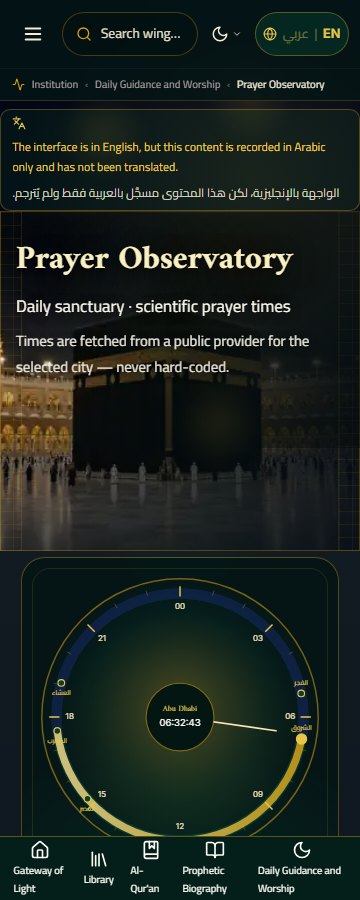 Search wing...
عربي | EN
Institution ‹ Daily Guidance and Worship ‹ Prayer Observatory
The interface is in English, but this content is recorded in Arabic
only and has not been translated.
الواجهة بالإنجليزية، لكن هذا المحتوى مسجَّل بالعربية فقط ولم يُترجم.
Prayer Observatory
Daily sanctuary · scientific prayer times
Times are fetched from a public provider for the
selected city — never hard-coded.
00
21
03
العشاء
الفجر
Abu Dhabi
06:32:43
18
06
الشروق
15
09
12
Gateway of
Light
Library
Al-
Qur'an
Prophetic
Biography
Daily Guidance and
Worship